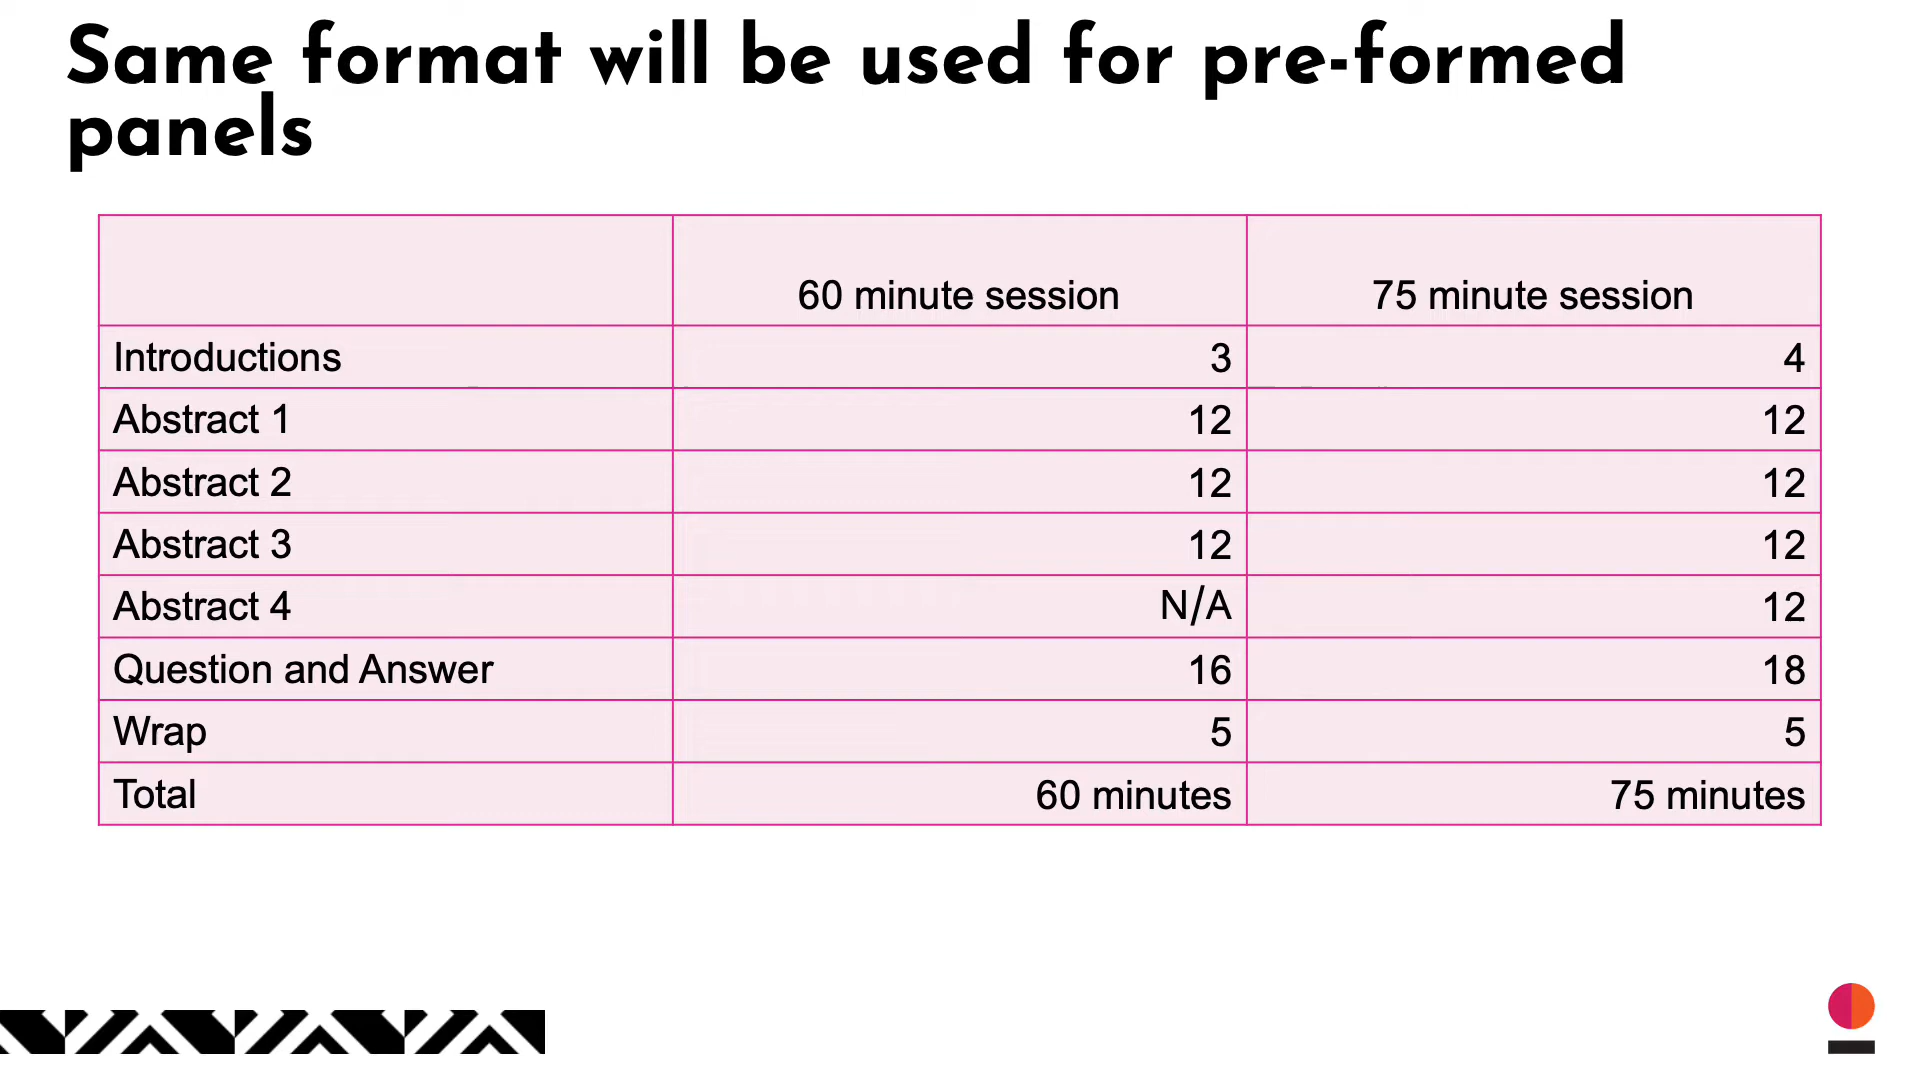 Same format will be used for pre-formed
panels
60 minute session 75 minute session
Introductions 3 4
Abstract 1 12 12
Abstract 2 12 12
Abstract 3 12 12
Abstract 4 N/A 12
Question and Answer 16 18
Wrap 5 5
Total 60 minutes 75 minutes